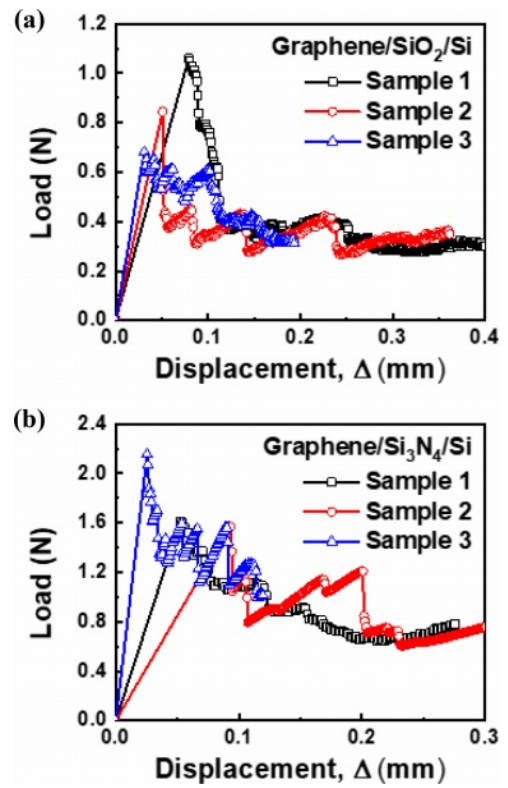 (a)
Graphene/SiO2/Si
Sample 1
Sample 2
Sample 3
Load (N)
1.2
1.0
0.8
0.6
0.4
0.2
0.0
0.0 0.1 0.2 0.3 0.4
Displacement, Δ (mm)
(b)
Graphene/Si3N4/Si
Sample 1
Sample 2
Sample 3
Load (N)
2.4
2.0
1.6
1.2
0.8
0.4
0.0
0.0 0.1 0.2 0.3
Displacement, Δ (mm)